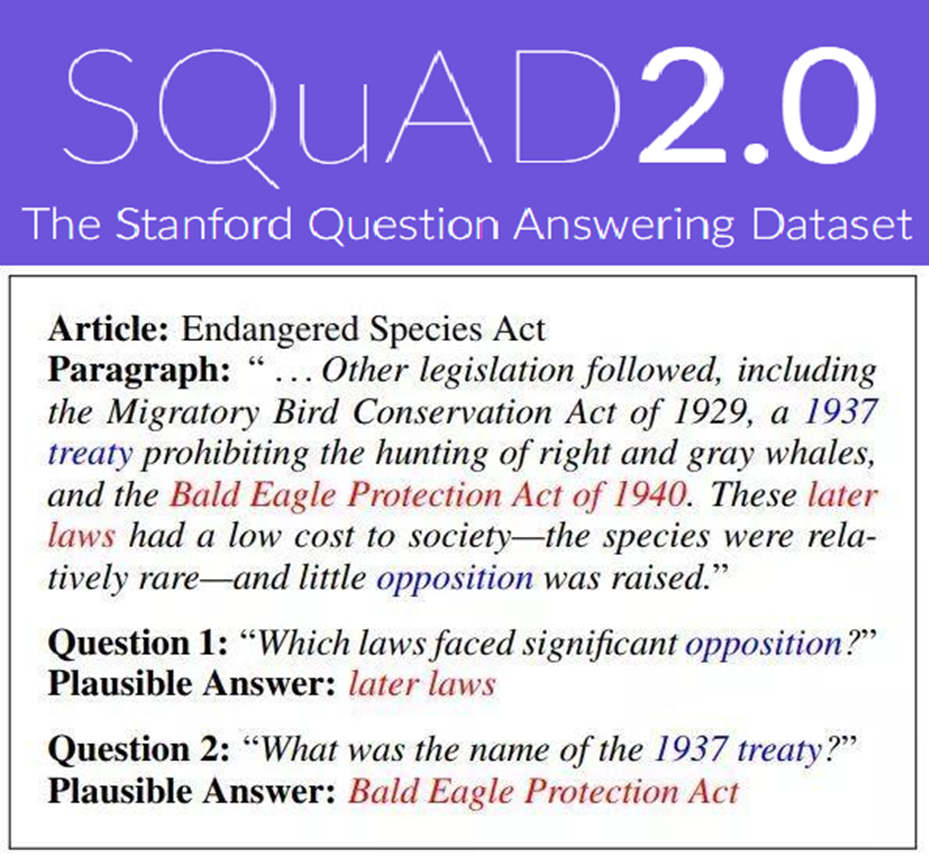 SQuAD2.0
The Stanford Question Answering Dataset
Article: Endangered Species Act
Paragraph: “ ... Other legislation followed, including
the Migratory Bird Conservation Act of 1929, a 1937
treaty prohibiting the hunting of right and gray whales,
and the Bald Eagle Protection Act of 1940. These later
laws had a low cost to society—the species were rela-
tively rare—and little opposition was raised.”
Question 1: “Which laws faced significant opposition?”
Plausible Answer: later laws
Question 2: “What was the name of the 1937 treaty?”
Plausible Answer: Bald Eagle Protection Act